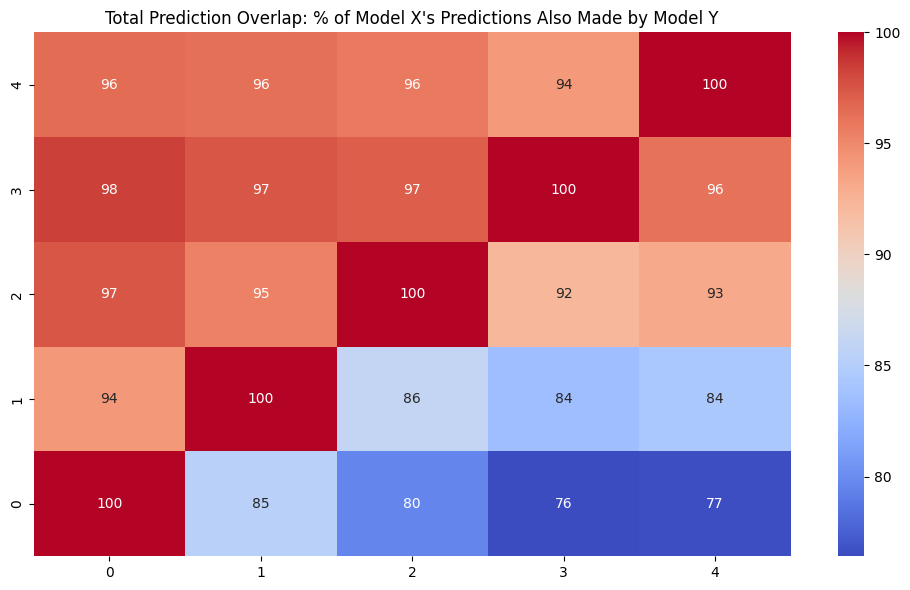 Total Prediction Overlap: % of Model X's Predictions Also Made by Model Y
4 96 96 96 94 100
3 98 97 97 100 96
2 97 95 100 92 93
1 94 100 86 84 84
0 100 85 80 76 77
0 1 2 3 4
100
95
90
85
80